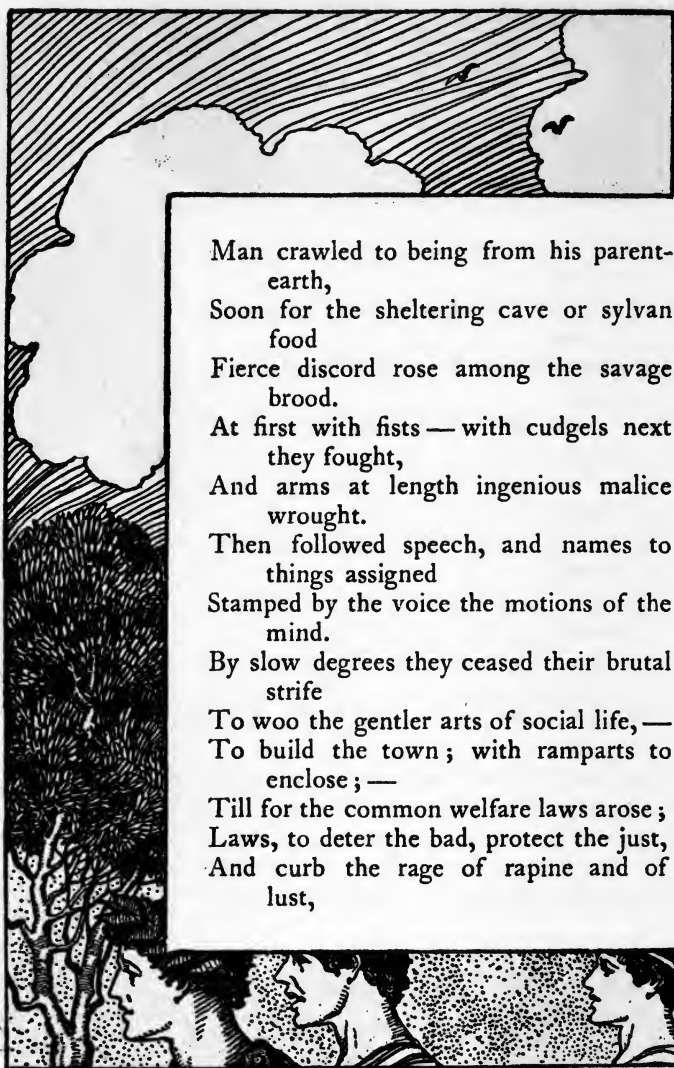 Man crawled to being from his parent-
earth,
Soon for the sheltering cave or sylvan
food
Fierce discord rose among the savage
brood.
At first with fists — with cudgels next
they fought,
And arms at length ingenious malice
wrought.
Then followed speech, and names to
things assigned
Stamped by the voice the motions of the
mind.
By slow degrees they ceased their brutal
strife
To woo the gentler arts of social life, —
To build the town ; with ramparts to
enclose ; —
Till for the common welfare laws arose ;
Laws, to deter the bad, protect the just,
And curb the rage of rapine and of
lust,